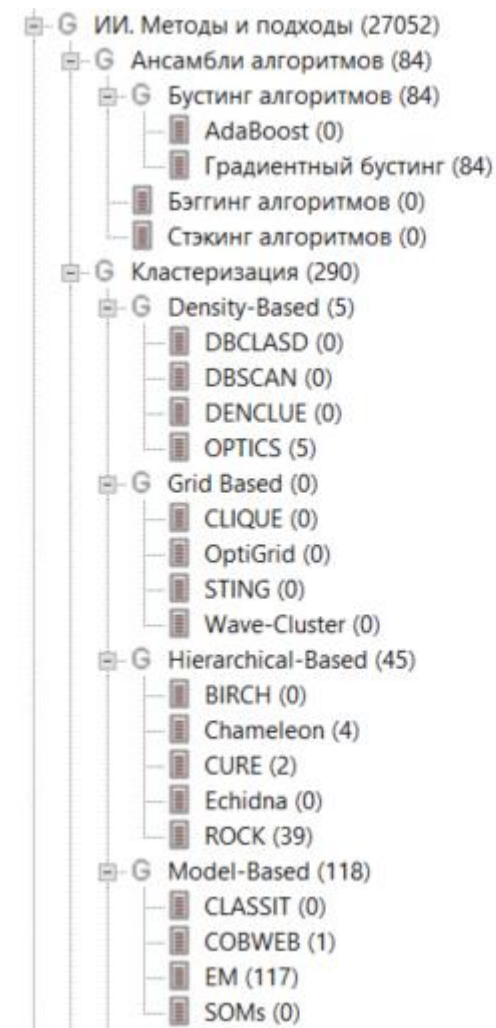 G ИИ. Методы и подходы (27052)
G Ансамбли алгоритмов (84)
G Бустинг алгоритмов (84)
AdaBoost (0)
Градиентный бустинг (84)
Бэггинг алгоритмов (0)
Стэкинг алгоритмов (0)
G Кластеризация (290)
G Density-Based (5)
DBCLASD (0)
DBSCAN (0)
DENCLUE (0)
OPTICS (5)
G Grid Based (0)
CLIQUE (0)
OptiGrid (0)
STING (0)
Wave-Cluster (0)
G Hierarchical-Based (45)
BIRCH (0)
Chameleon (4)
CURE (2)
Echidna (0)
ROCK (39)
G Model-Based (118)
CLASSIT (0)
COBWEB (1)
EM (117)
SOMs (0)